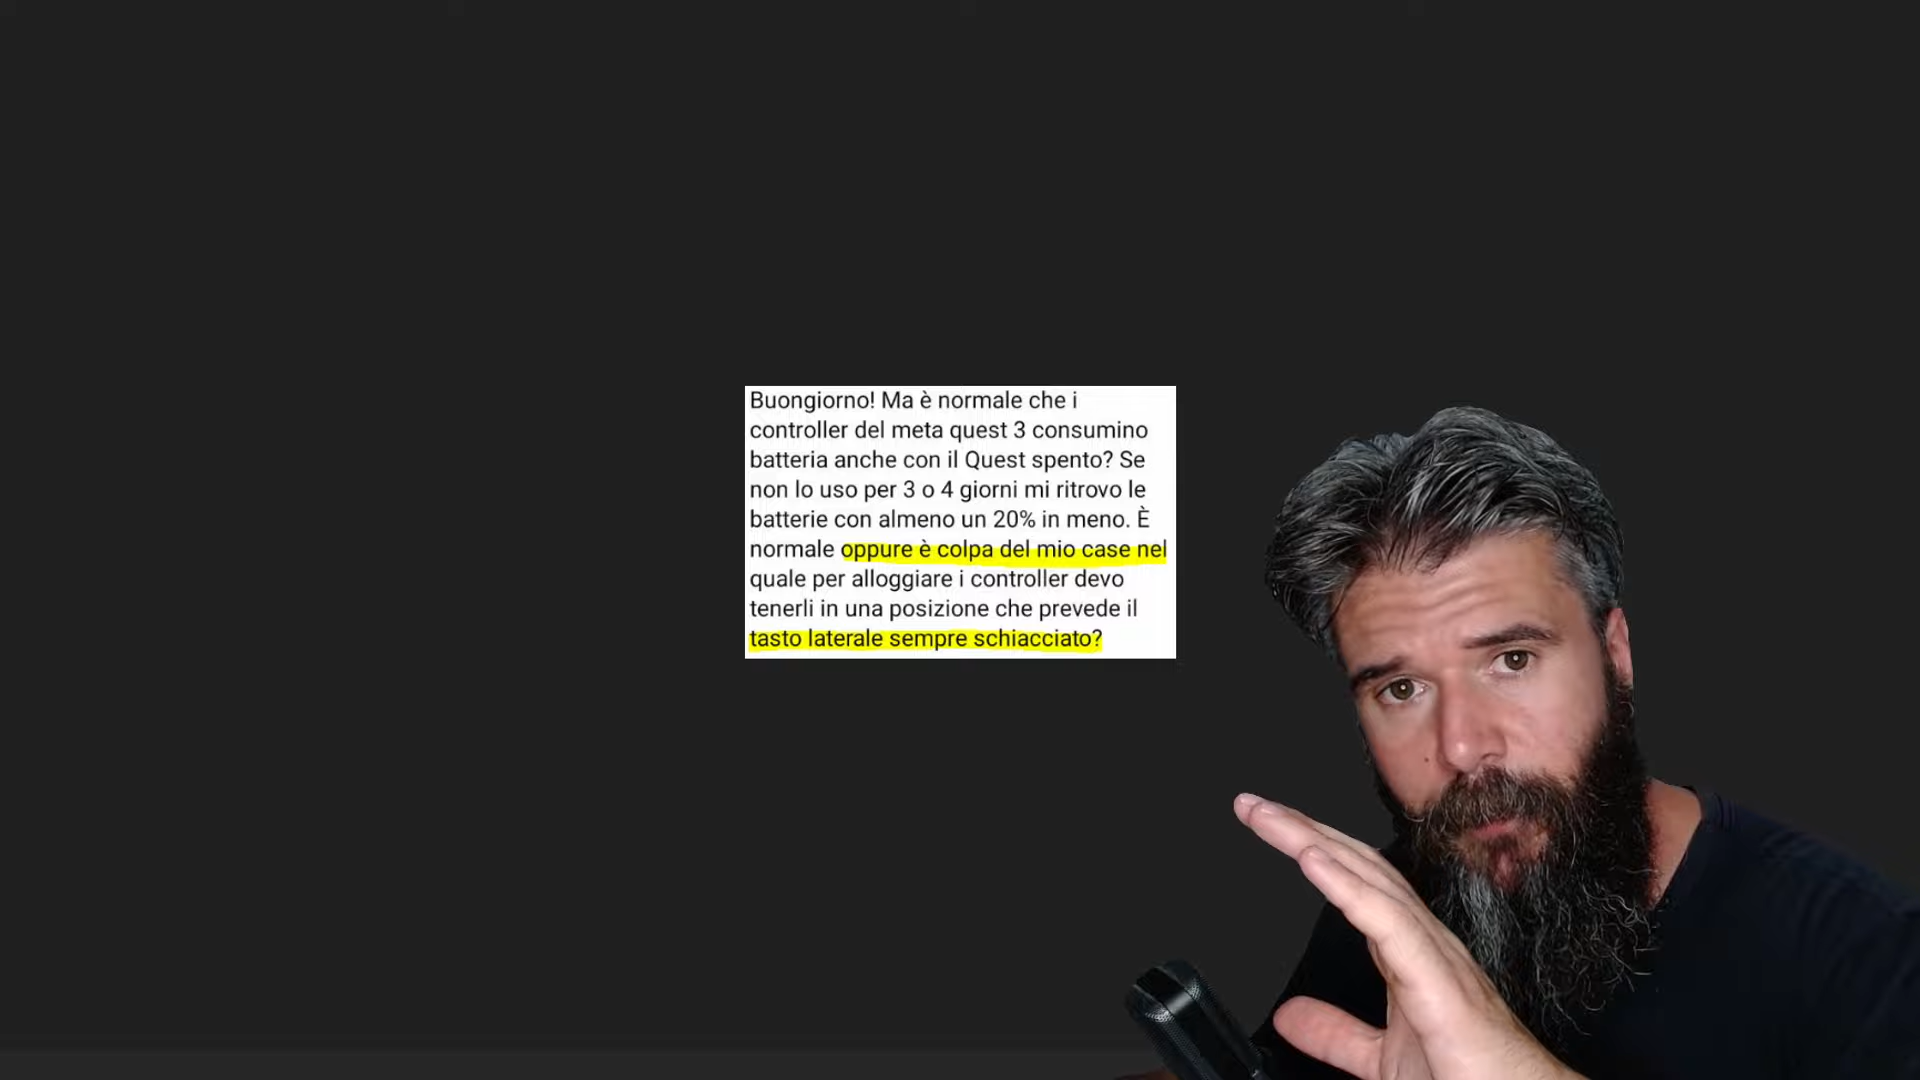 Buongiorno! Ma è normale che i
controller del meta quest 3 consumino
batteria anche con il Quest spento? Se
non lo uso per 3 o 4 giorni mi ritrovo le
batterie con almeno un 20% in meno. È
normale oppure è colpa del mio case nel
quale per alloggiare i controller devo
tenerli in una posizione che prevede il
tasto laterale sempre schiacciato?